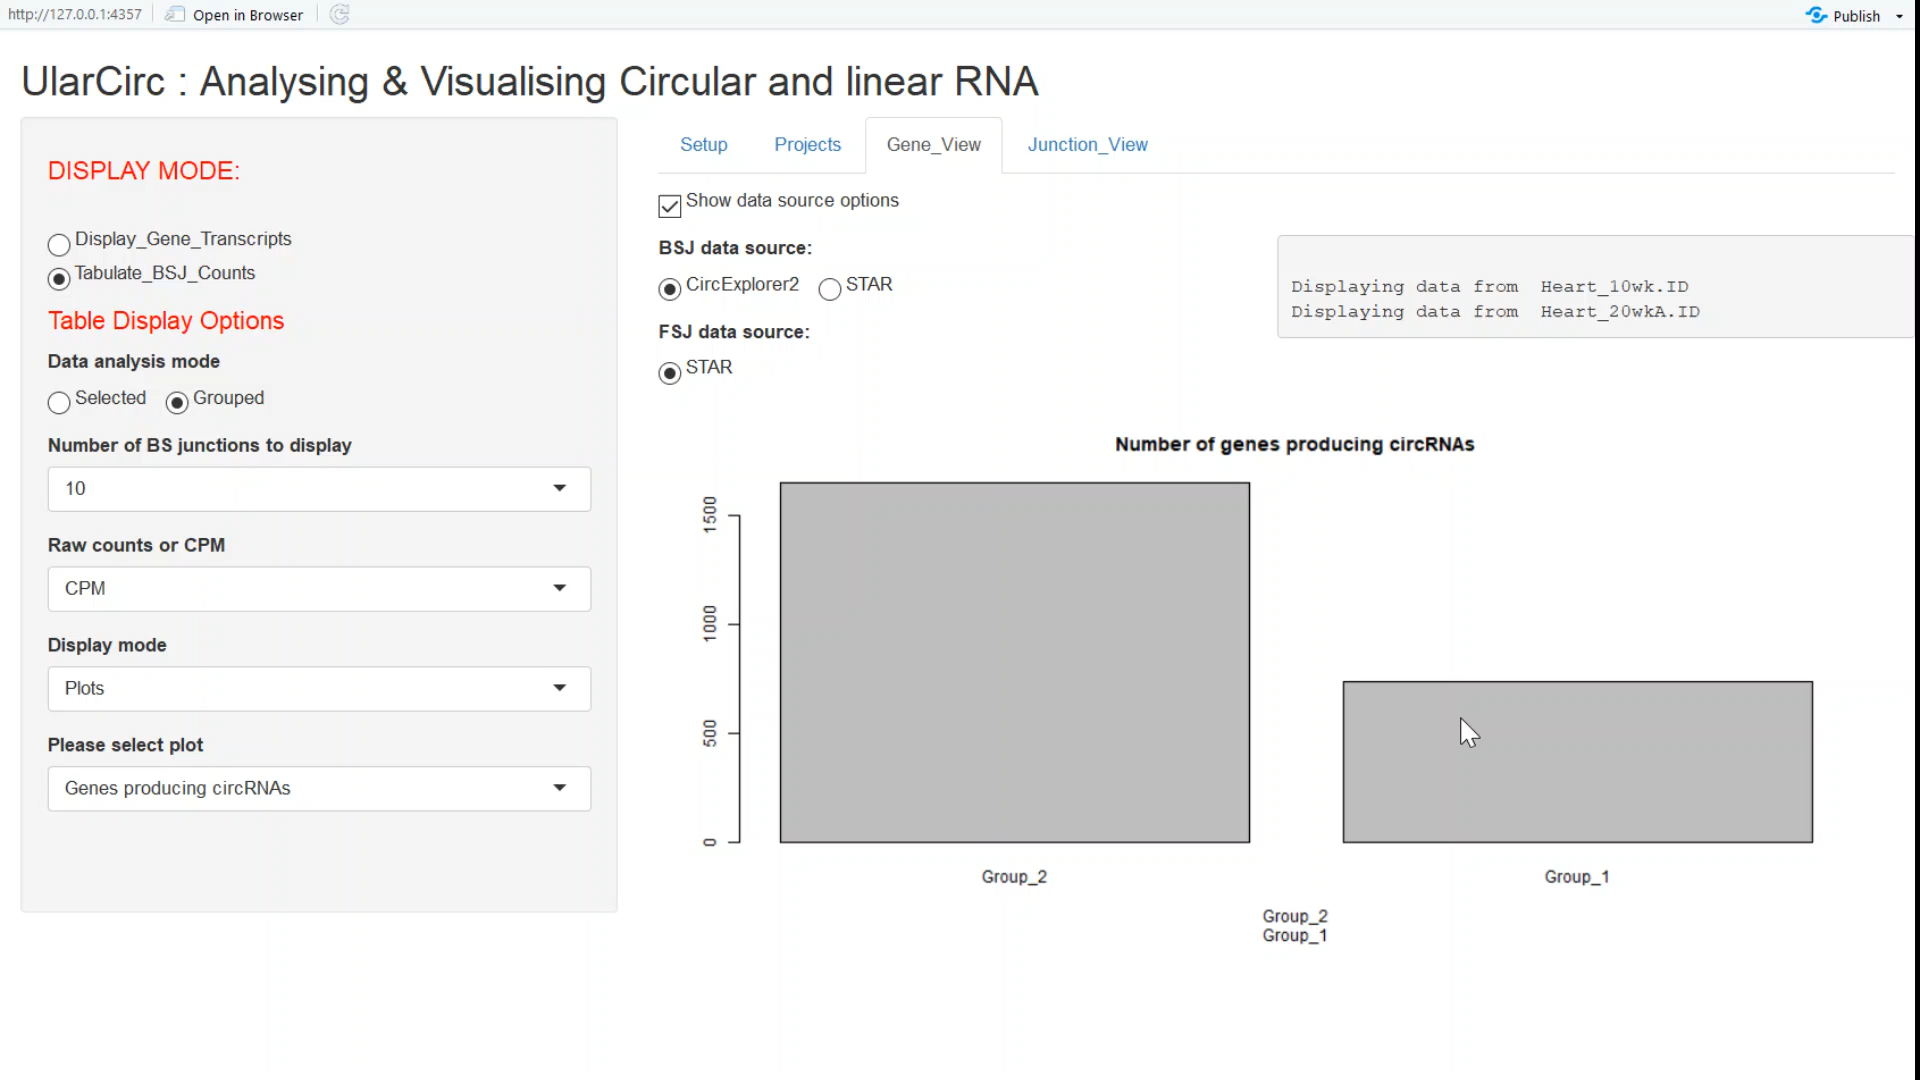 http://127.0.0.1:4357 Open in Browser Publish
UlarCirc : Analysing & Visualising Circular and linear RNA
DISPLAY MODE:
Display_Gene_Transcripts
Tabulate_BSJ_Counts
Table Display Options
Data analysis mode
Selected Grouped
Number of BS junctions to display
10
Raw counts or CPM
CPM
Display mode
Plots
Please select plot
Genes producing circRNAs
Setup Projects Gene_View Junction_View
Show data source options
BSJ data source:
CircExplorer2 STAR
FSJ data source:
STAR
Displaying data from Heart_10wk.ID
Displaying data from Heart_20wkA.ID
Number of genes producing circRNAs
1500
1000
500
0
Group_2 Group_1
Group_2
Group_1